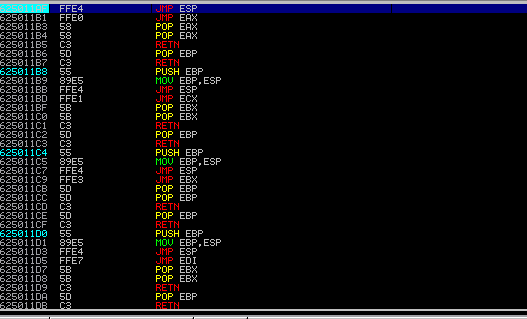 625011AF FFE4 JMP ESP
625011B1 FFE0 JMP EAX
625011B3 58 POP EAX
625011B4 58 POP EAX
625011B5 C3 RETN
625011B6 5D POP EBP
625011B7 C3 RETN
625011B8 55 PUSH EBP
625011B9 89E5 MOV EBP,ESP
625011BB FFE4 JMP ESP
625011BD FFE1 JMP ECX
625011BF 5B POP EBX
625011C0 5B POP EBX
625011C1 C3 RETN
625011C2 5D POP EBP
625011C3 C3 RETN
625011C4 55 PUSH EBP
625011C5 89E5 MOV EBP,ESP
625011C7 FFE4 JMP ESP
625011C9 FFE3 JMP EBX
625011CB 5D POP EBP
625011CC 5D POP EBP
625011CD C3 RETN
625011CE 5D POP EBP
625011CF C3 RETN
625011D0 55 PUSH EBP
625011D1 89E5 MOV EBP,ESP
625011D3 FFE4 JMP ESP
625011D5 FFE7 JMP EDI
625011D7 5B POP EBX
625011D8 5B POP EBX
625011D9 C3 RETN
625011DA 5D POP EBP
625011DB C3 RETN